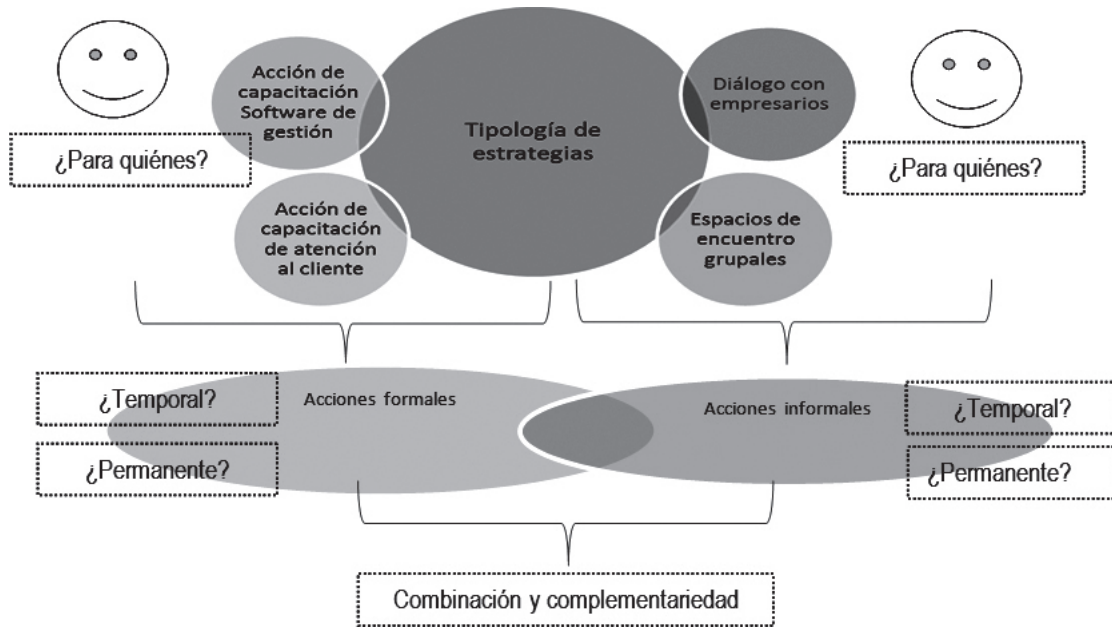 Acción de
capacitación
Software de
gestión
Tipología de
estrategias
Diálogo con
empresarios
¿Para quiénes?
¿Para quiénes?
Acción de
capacitación
de atención
al cliente
Espacios de
encuentro
grupales
¿Temporal?
Acciones formales
Acciones informales
¿Temporal?
¿Permanente?
¿Permanente?
Combinación y complementariedad